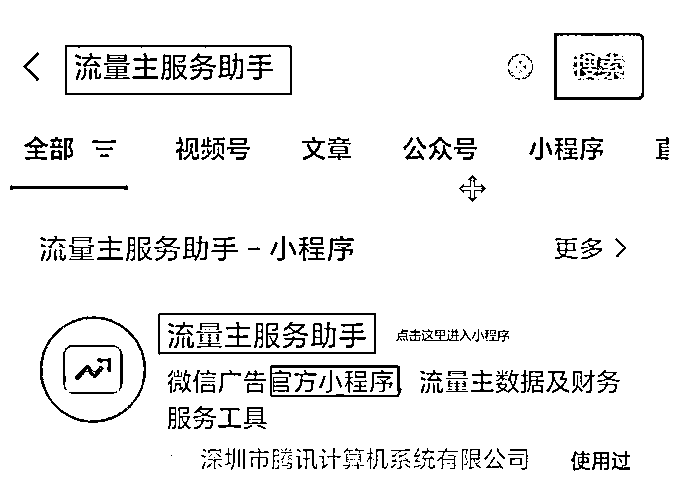 流量主服务助手 搜索
全部 视频号 文章 公众号 小程序
流量主服务助手 - 小程序 更多
流量主服务助手 点击这里进入小程序
微信广告官方小程序，流量主数据及财务
服务工具
深圳市腾讯计算机系统有限公司 使用过